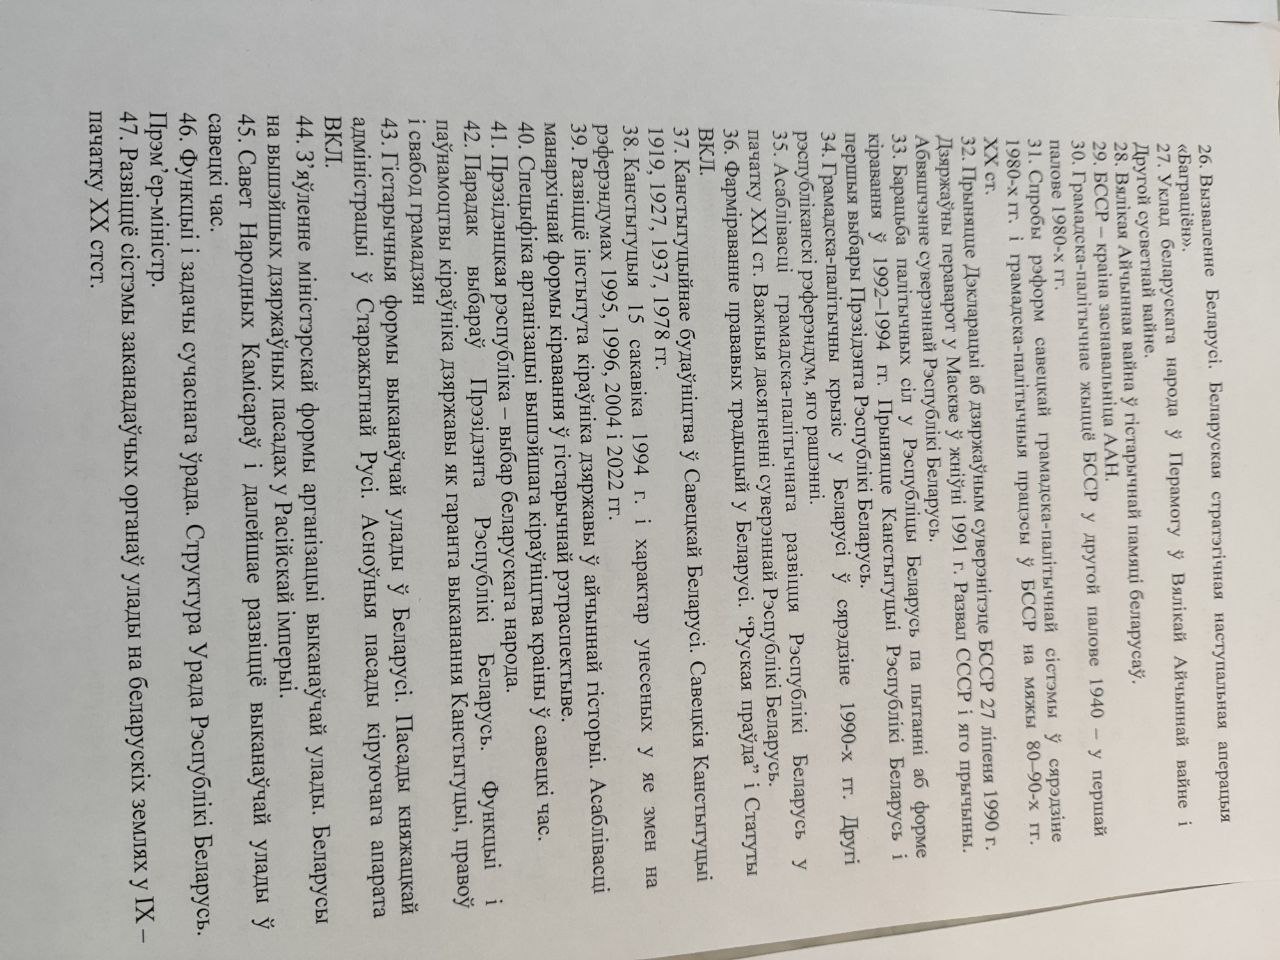 26. Вызваленне Беларусі. Беларуская стратэгічная наступальная аперацыя
«Баграціён».
27. Уклад беларускага народа ў Перамогу ў Вялікай Айчыннай вайне і
Другой сусветнай вайне.
28. Вялікая Айчынная вайна ў гістарычнай памяці беларусаў.
29. БССР – краіна заснавальніца ААН.
30. Грамадска-палітычнае жыццё БССР у другой палове 1940 – у першай
палове 1980-х гг.
31. Спробы рэформ савецкай грамадска-палітычнай сістэмы ў сярэдзіне
1980-х гг. і грамадска-палітычныя працэсы ў БССР на мяжы 80–90-х гг.
ХХ ст.
32. Прыняцце Дэкларацыі аб дзяржаўным суверэнітэце БССР 27 ліпеня 1990 г.
Дзяржаўны пераварот у Маскве ў жніўні 1991 г. Развал СССР і яго прычыны.
Абвяшчэнне суверэннай Рэспублікі Беларусь.
33. Барацьба палітычных сіл у Рэспубліцы Беларусь па пытанні аб форме
кіравання ў 1992–1994 гг. Прыняцце Канстытуцыі Рэспублікі Беларусь і
першыя выбары Прэзідэнта Рэспублікі Беларусь.
34. Грамадска-палітычны крызіс у Беларусі ў сярэдзіне 1990-х гг. Другі
рэспубліканскі рэферэндум, яго рашэнні.
35. Асаблівасці грамадска-палітычнага развіцця Рэспублікі Беларусь у
пачатку ХХІ ст. Важныя дасягненні суверэннай Рэспублікі Беларусь.
36. Фарміраванне прававых традыцый у Беларусі. “Руская праўда” і Статуты
ВКЛ.
37. Канстытуцыйнае будаўніцтва ў Савецкай Беларусі. Савецкія Канстытуцыі
1919, 1927, 1937, 1978 гг.
38. Канстытуцыя 15 сакавіка 1994 г. і характар унесеных у яе змен на
рэферэндумах 1995, 1996, 2004 і 2022 гг.
39. Развіццё інстытута кіраўніка дзяржавы ў айчыннай гісторыі. Асаблівасці
манархічнай формы кіравання ў гістарычнай рэтраспектыве.
40. Спецыфіка арганізацыі вышэйшага кіраўніцтва краіны ў савецкі час.
41. Прэзідэнцкая рэспубліка – выбар беларускага народа.
42. Парадак выбараў Прэзідэнта Рэспублікі Беларусь. Функцыі і
паўнамоцтвы кіраўніка дзяржавы як гаранта выканання Канстытуцыі, правоў
і свабод грамадзян
43. Гістарычныя формы выканаўчай улады ў Беларусі. Пасады княжацкай
адміністрацыі ў Старажытнай Русі. Асноўныя пасады кіруючага апарата
ВКЛ.
44. З’яўленне міністэрскай формы арганізацыі выканаўчай улады. Беларусы
на вышэйшых дзяржаўных пасадах у Расійскай імперыі.
45. Савет Народных Камісараў і далейшае развіццё выканаўчай улады ў
савецкі час.
46. Функцыі і задачы сучаснага ўрада. Структура Урада Рэспублікі Беларусь.
Прэм’ер-міністр.
47. Развіццё сістэмы заканадаўчых органаў улады на беларускіх землях у ІХ –
пачатку ХХ стст.